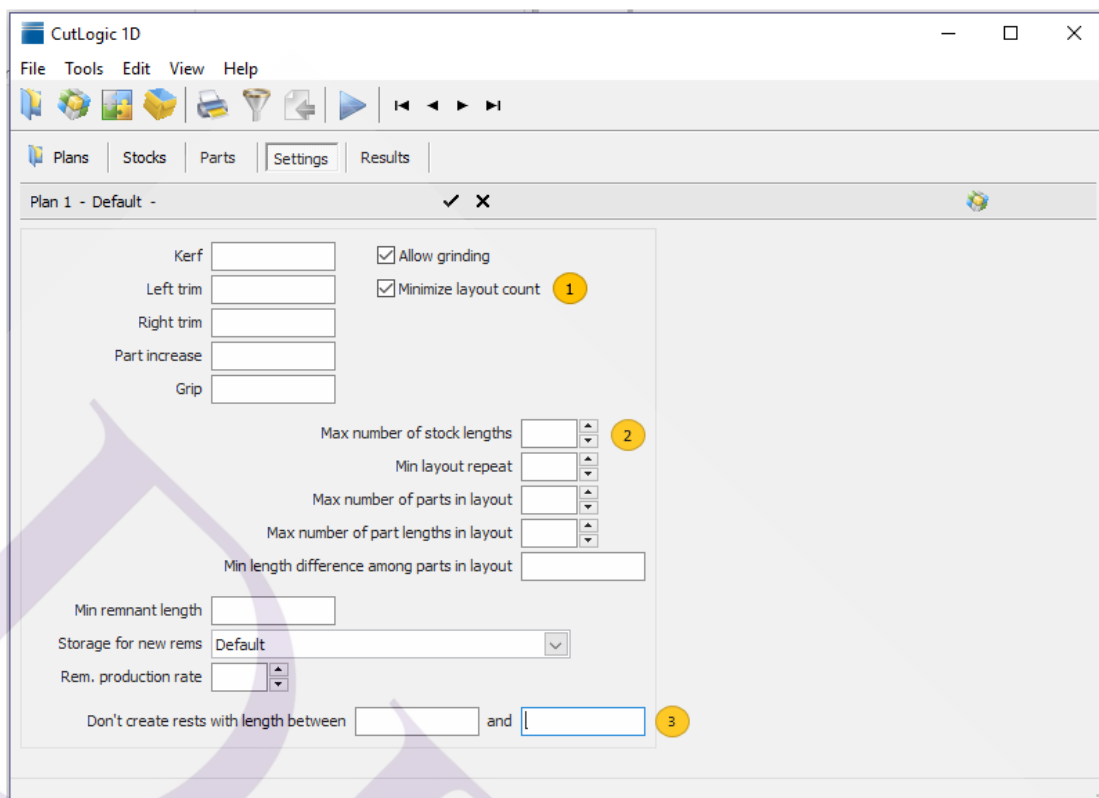 CutLogic 1D
File Tools Edit View Help
Plans Stocks Parts Settings Results
Plan 1 - Default -
Kerf Allow grinding
Left trim Minimize layout count 1
Right trim
Part increase
Grip
Max number of stock lengths 2
Min layout repeat
Max number of parts in layout
Max number of part lengths in layout
Min length difference among parts in layout
Min remnant length
Storage for new rems Default
Rem. production rate
Don't create rests with length between and 3